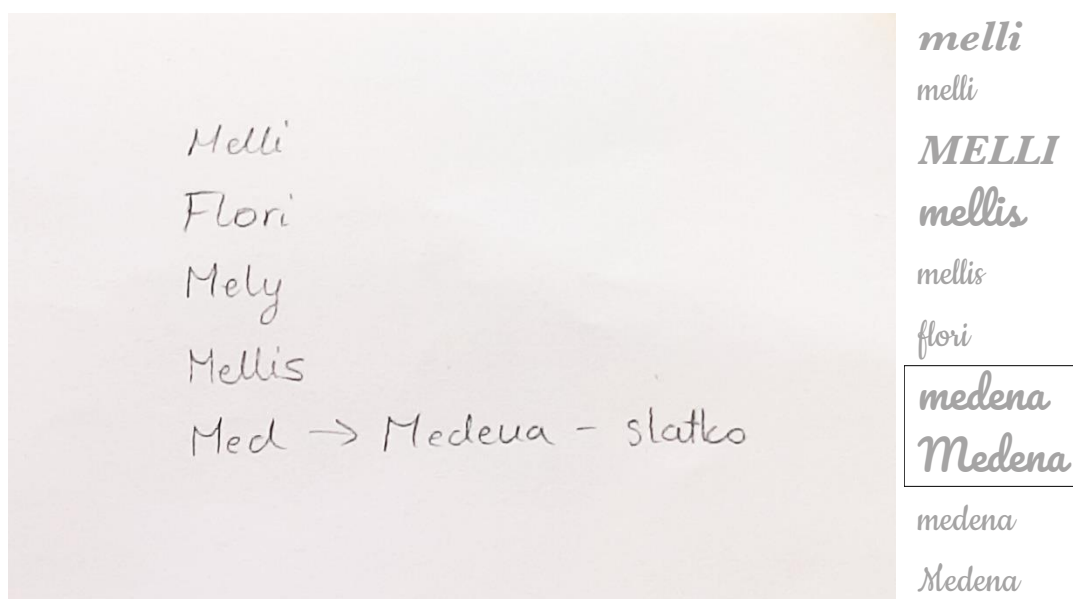 Melli
Flori
Mely
Mellis
Med → Medena - slatko
melli
melli
MELLI
mellis
mellis
flori
medena
Medena
medena
Medena